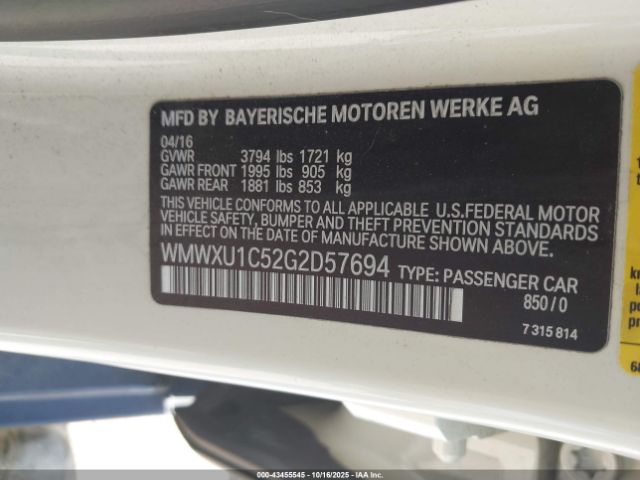 MFD BY BAYERISCHE MOTOREN WERKE AG
04/16
GVWR 3794 lbs 1721 kg
GAWR FRONT 1995 lbs 905 kg
GAWR REAR 1881 lbs 853 kg
THIS VEHICLE CONFORMS TO ALL APPLICABLE U.S.FEDERAL MOTOR
VEHICLE SAFETY, BUMPER AND THEFT PREVENTION STANDARDS
IN EFFECT ON THE DATE OF MANUFACTURE SHOWN ABOVE.
WMWXU1C52G2D57694 TYPE: PASSENGER CAR
850/0
7 315 814
© 43455545 - 10/16/2025 - IAA, Inc.